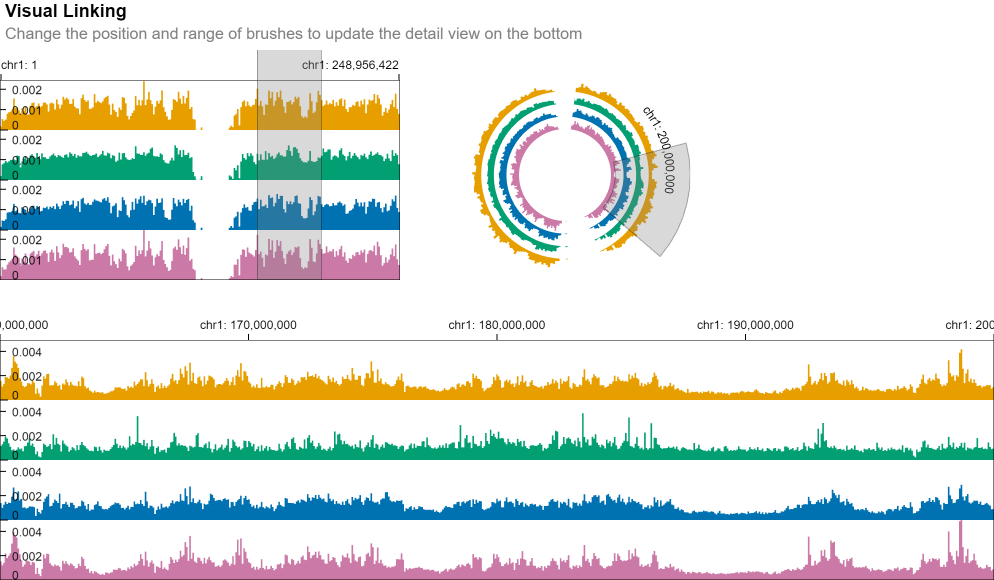 Visual Linking
Change the position and range of brushes to update the detail view on the bottom
chr1: 1
chr1: 248,956,422
0.002
0.001
0
0.002
0.001
0
0.002
0.001
0
0.002
0.001
0
chr1: 200,000,000
0,000,000
chr1: 170,000,000
chr1: 180,000,000
chr1: 190,000,000
chr1: 200
0.004
0.002
0
0.004
0.002
0
0.004
0.002
0
0.004
0.002
0